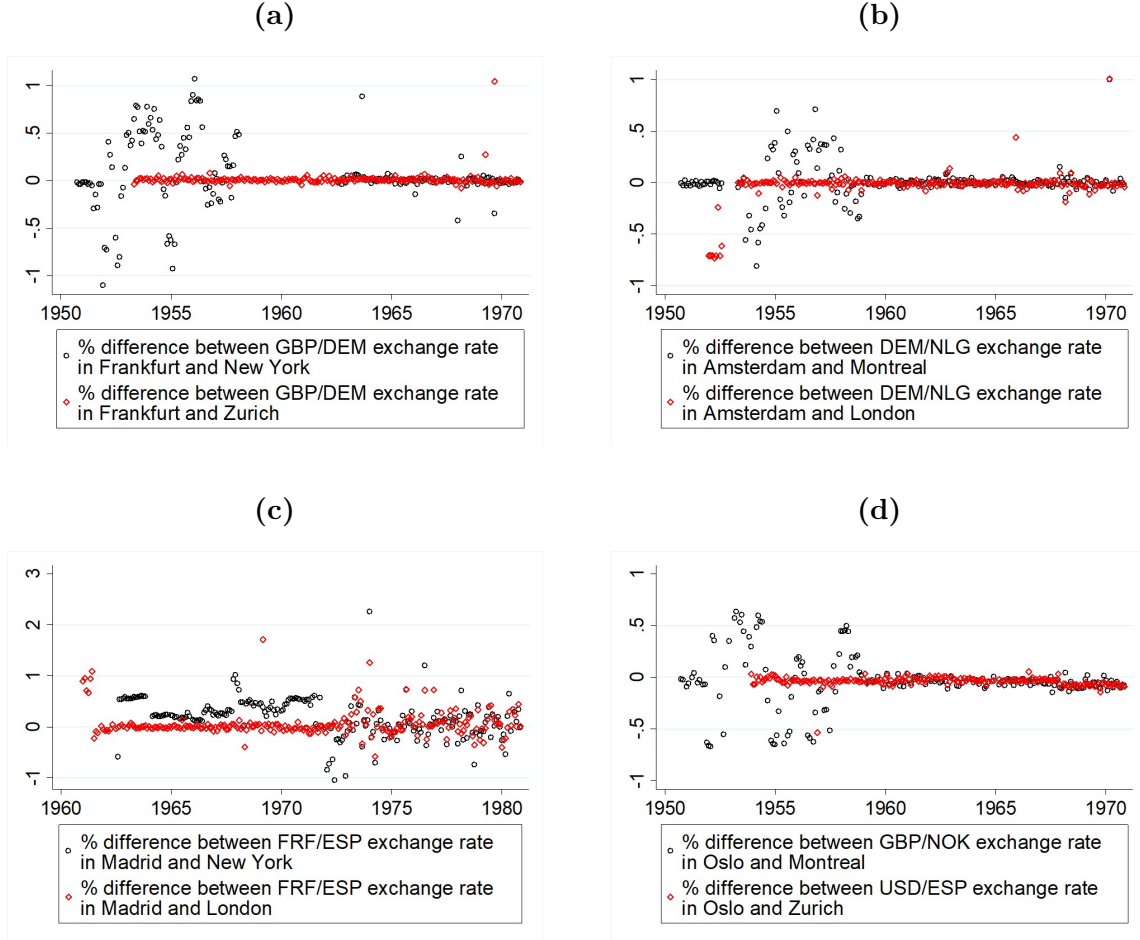 (a)
1
.5
0
-.5
-1
1950 1955 1960 1965 1970
% difference between GBP/DEM exchange rate
in Frankfurt and New York
% difference between GBP/DEM exchange rate
in Frankfurt and Zurich
(b)
1
.5
0
-.5
-1
1950 1955 1960 1965 1970
% difference between DEM/NLG exchange rate
in Amsterdam and Montreal
% difference between DEM/NLG exchange rate
in Amsterdam and London
(c)
3
2
1
0
-1
1960 1965 1970 1975 1980
% difference between FRF/ESP exchange rate
in Madrid and New York
% difference between FRF/ESP exchange rate
in Madrid and London
(d)
1
.5
0
-.5
-1
1950 1955 1960 1965 1970
% difference between GBP/NOK exchange rate
in Oslo and Montreal
% difference between USD/ESP exchange rate
in Oslo and Zurich